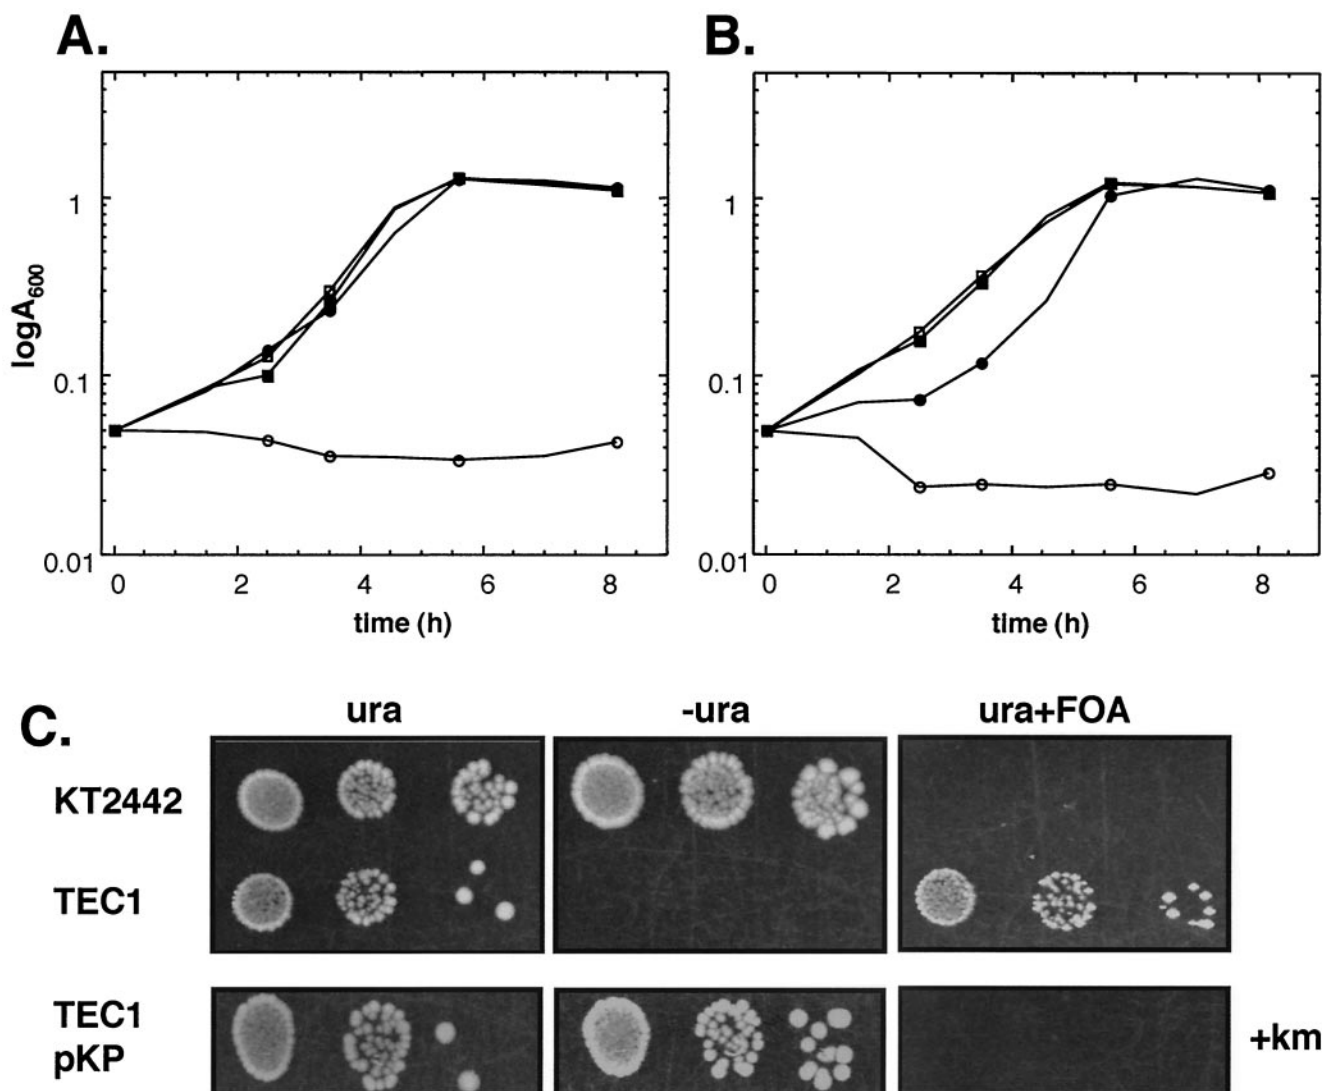 A.
B.
logA600
1
0.1
0.01
0 2 4 6 8
time (h)
1
0.1
0.01
0 2 4 6 8
time (h)
C.
ura -ura ura+FOA
KT2442
TEC1
TEC1
pKP
+km